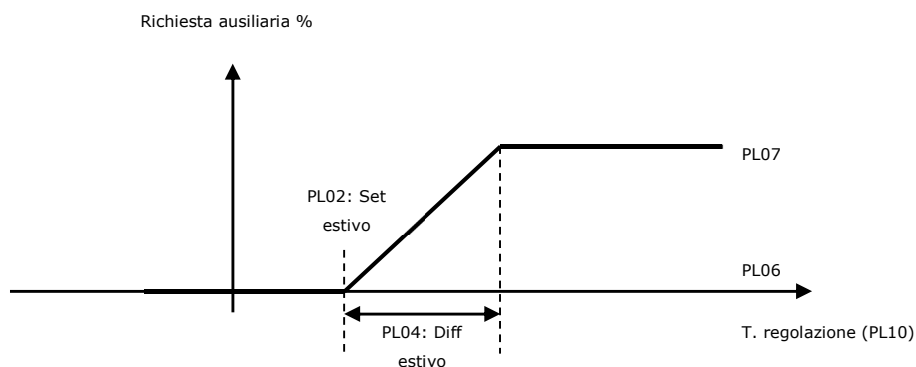 Richiesta ausiliaria %
PL02: Set
estivo
PL07
PL06
PL04: Diff
estivo
T. regolazione (PL10)